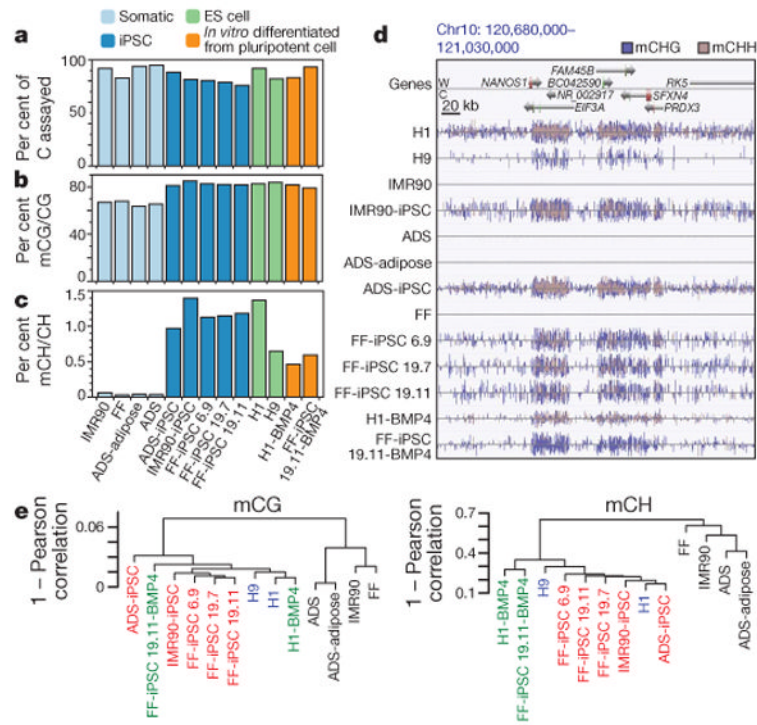 Somatic
ES cell
iPSC
In vitro differentiated
from pluripotent cell
a
Per cent of
C assayed
100
50
0
b
Per cent
mCG/CG
80
40
0
c
Per cent
mCH/CH
1.5
1.0
0.5
0
IMR90
FF
ADS-adipose
ADS
ADS-iPSC
IMR90-iPSC
FF-iPSC 6.9
FF-iPSC 19.7
FF-iPSC 19.11
H1
H9
H1-BMP4
FF-iPSC
19.11-BMP4
d
Chr10: 120,680,000–
121,030,000
mCHG
mCHH
Genes
W
C
20 kb
FAM45B
NANOS1
BC042590
RK5
NR_002917
SFXN4
EIF3A
PRDX3
H1
H9
IMR90
IMR90-iPSC
ADS
ADS-adipose
ADS-iPSC
FF
FF-iPSC 6.9
FF-iPSC 19.7
FF-iPSC 19.11
H1-BMP4
FF-iPSC
19.11-BMP4
e
mCG
1 – Pearson
correlation
0.06
0
ADS-iPSC
FF-iPSC 19.11-BMP4
IMR90-iPSC
FF-iPSC 6.9
FF-iPSC 19.7
FF-iPSC 19.11
H9
H1
H1-BMP4
ADS
ADS-adipose
IMR90
FF
mCH
1 – Pearson
correlation
0.7
0.4
0.1
H1-BMP4
FF-iPSC 19.11-BMP4
H9
FF-iPSC 6.9
FF-iPSC 19.11
FF-iPSC 19.7
IMR90-iPSC
H1
ADS-iPSC
FF
IMR90
ADS
ADS-adipose